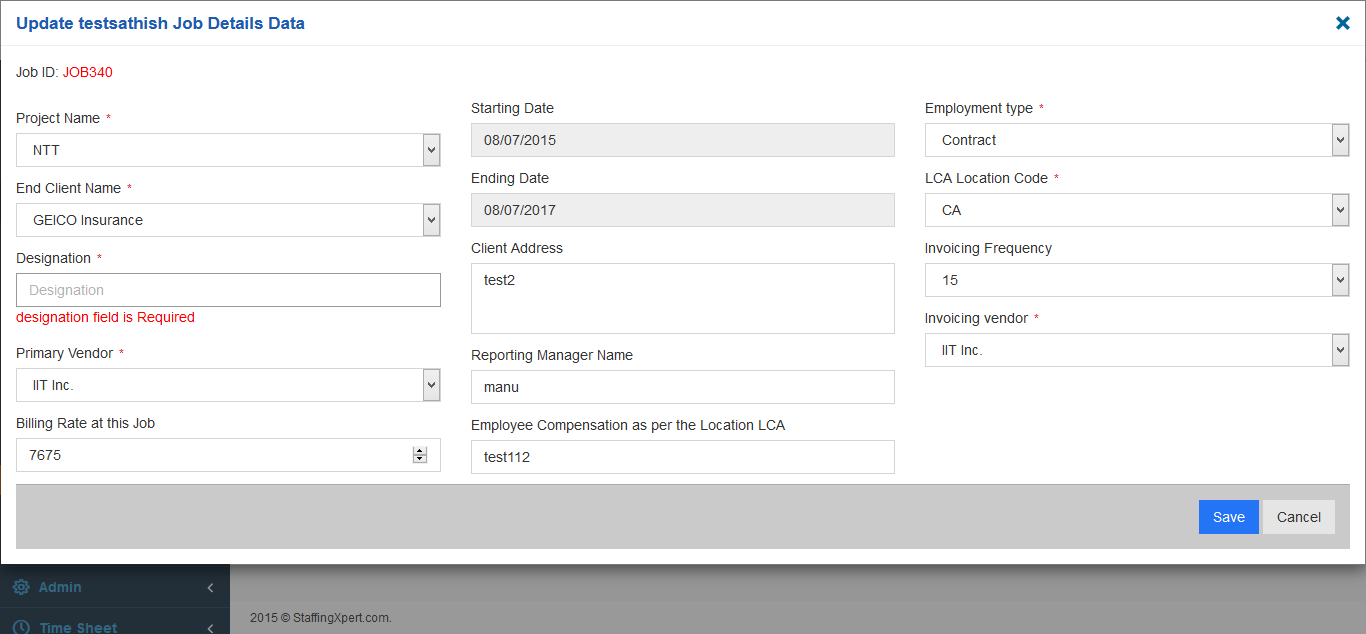 Update testsathish Job Details Data
Job ID: JOB340
Project Name *
NTT
End Client Name *
GEICO Insurance
Designation *
Designation
designation field is Required
Primary Vendor *
IIT Inc.
Billing Rate at this Job
7675
Starting Date
08/07/2015
Ending Date
08/07/2017
Client Address
test2
Reporting Manager Name
manu
Employee Compensation as per the Location LCA
test112
Employment type *
Contract
LCA Location Code *
CA
Invoicing Frequency
15
Invoicing vendor *
IIT Inc.
Save Cancel
Admin
Time Sheet
2015 © StaffingXpert.com.